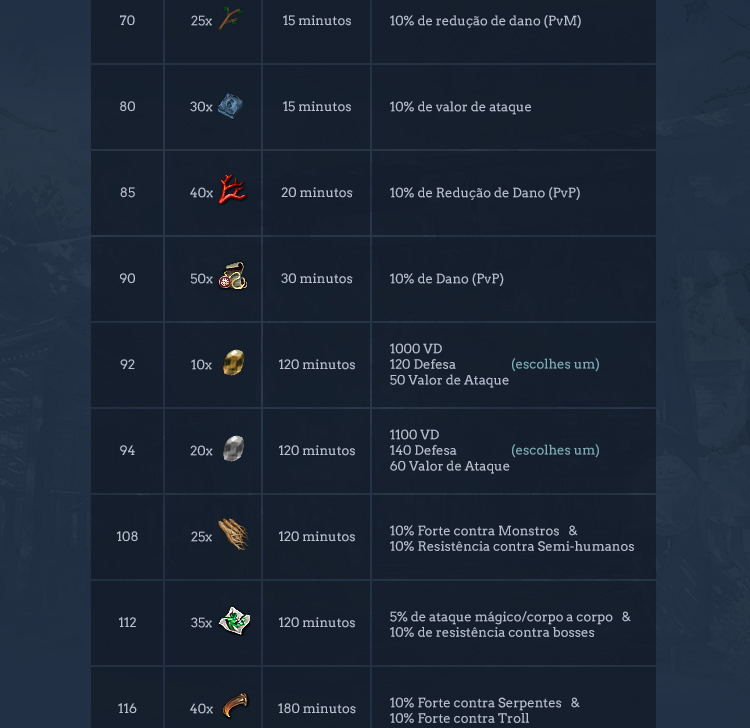 70 25x 15 minutos 10% de redução de dano (PvM)
80 30x 15 minutos 10% de valor de ataque
85 40x 20 minutos 10% de Redução de Dano (PvP)
90 50x 30 minutos 10% de Dano (PvP)
92 10x 120 minutos 1000 VD
120 Defesa (escolhes um)
50 Valor de Ataque
94 20x 120 minutos 1100 VD
140 Defesa (escolhes um)
60 Valor de Ataque
108 25x 120 minutos 10% Forte contra Monstros &
10% Resistência contra Semi-humanos
112 35x 120 minutos 5% de ataque mágico/corpo a corpo &
10% de resistência contra bosses
116 40x 180 minutos 10% Forte contra Serpentes &
10% Forte contra Troll